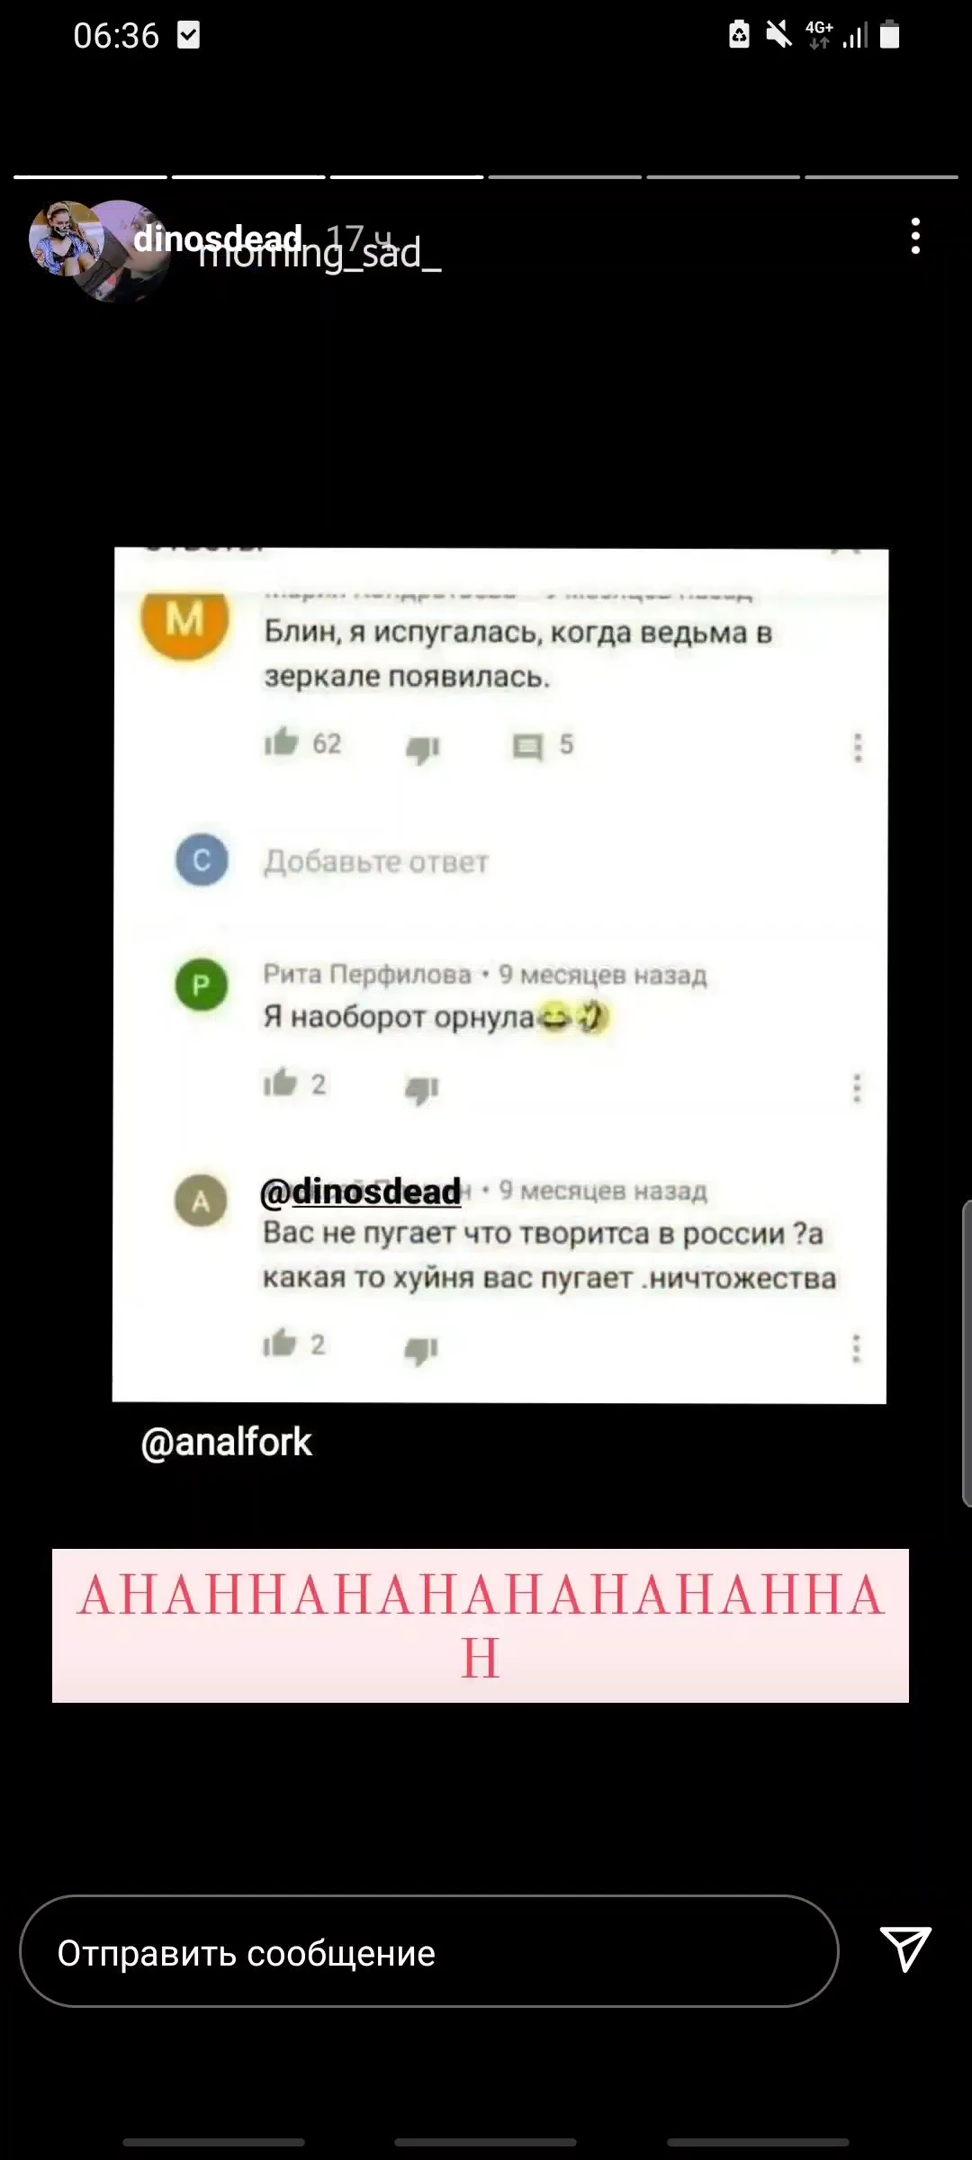 06:36
4G+
dinosdead 17 ч.
morning_sad_
М
Блин, я испугалась, когда ведьма в
зеркале появилась.
62
5
С
Добавьте ответ
Р
Рита Перфилова • 9 месяцев назад
Я наоборот орнула😂🤣
2
А
@dinosdead • 9 месяцев назад
Вас не пугает что творитса в россии ?а
какая то хуйня вас пугает .ничтожества
2
@analfork
АНАННАНАНАНАНАНАННА
Н
Отправить сообщение